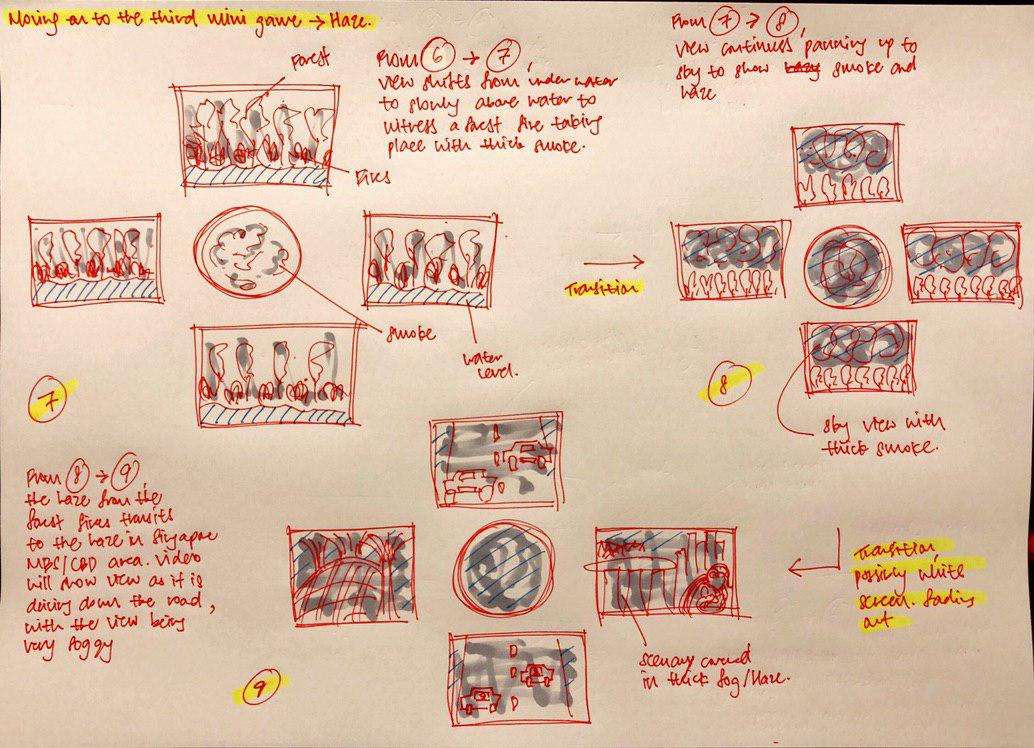 Moving on to the third mini game → Haze.
Forest
From 6 → 7,
view shifts from underwater
to slowly above water to
witness a forest fire taking
place with thick smoke.
Fires
smoke
water
level.
7
Transition
From 7 → 8,
view continues panning up to
sky to show hazy smoke and
haze
8
sky view with
thick smoke.
Transition,
possibly white
screen fading
out
From 8 → 9,
the haze from the
forest fires transits
to the haze in Singapore
MBS/CBD area. Video
will show view as it is
driving down the road,
with the view being
very foggy
scenary covered
in thick fog/Haze.
9